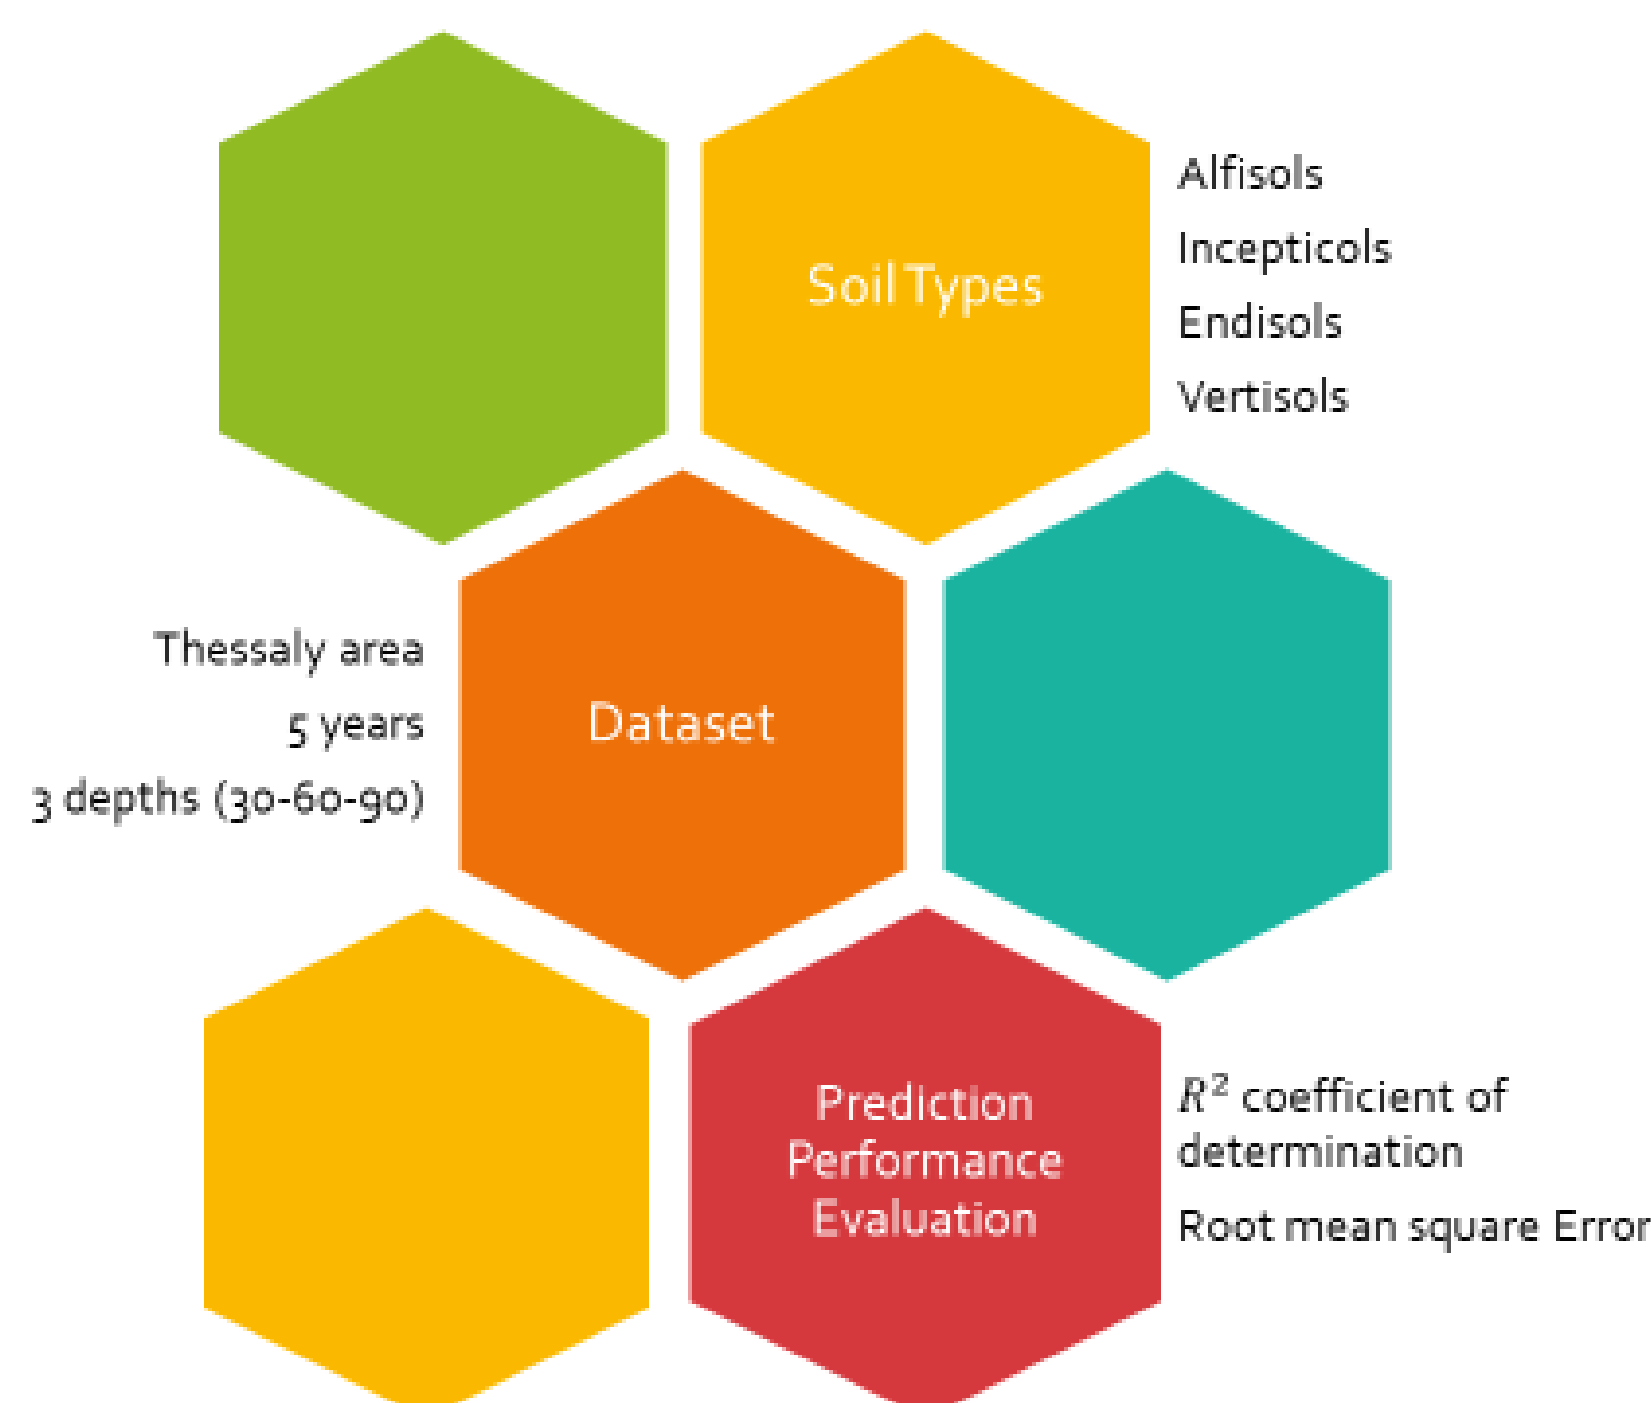 Soil Types
Alfisols
Incepticols
Endisols
Vertisols
Thessaly area
5 years
3 depths (30-60-90)
Dataset
Prediction
Performance
Evaluation
R² coefficient of
determination
Root mean square Error